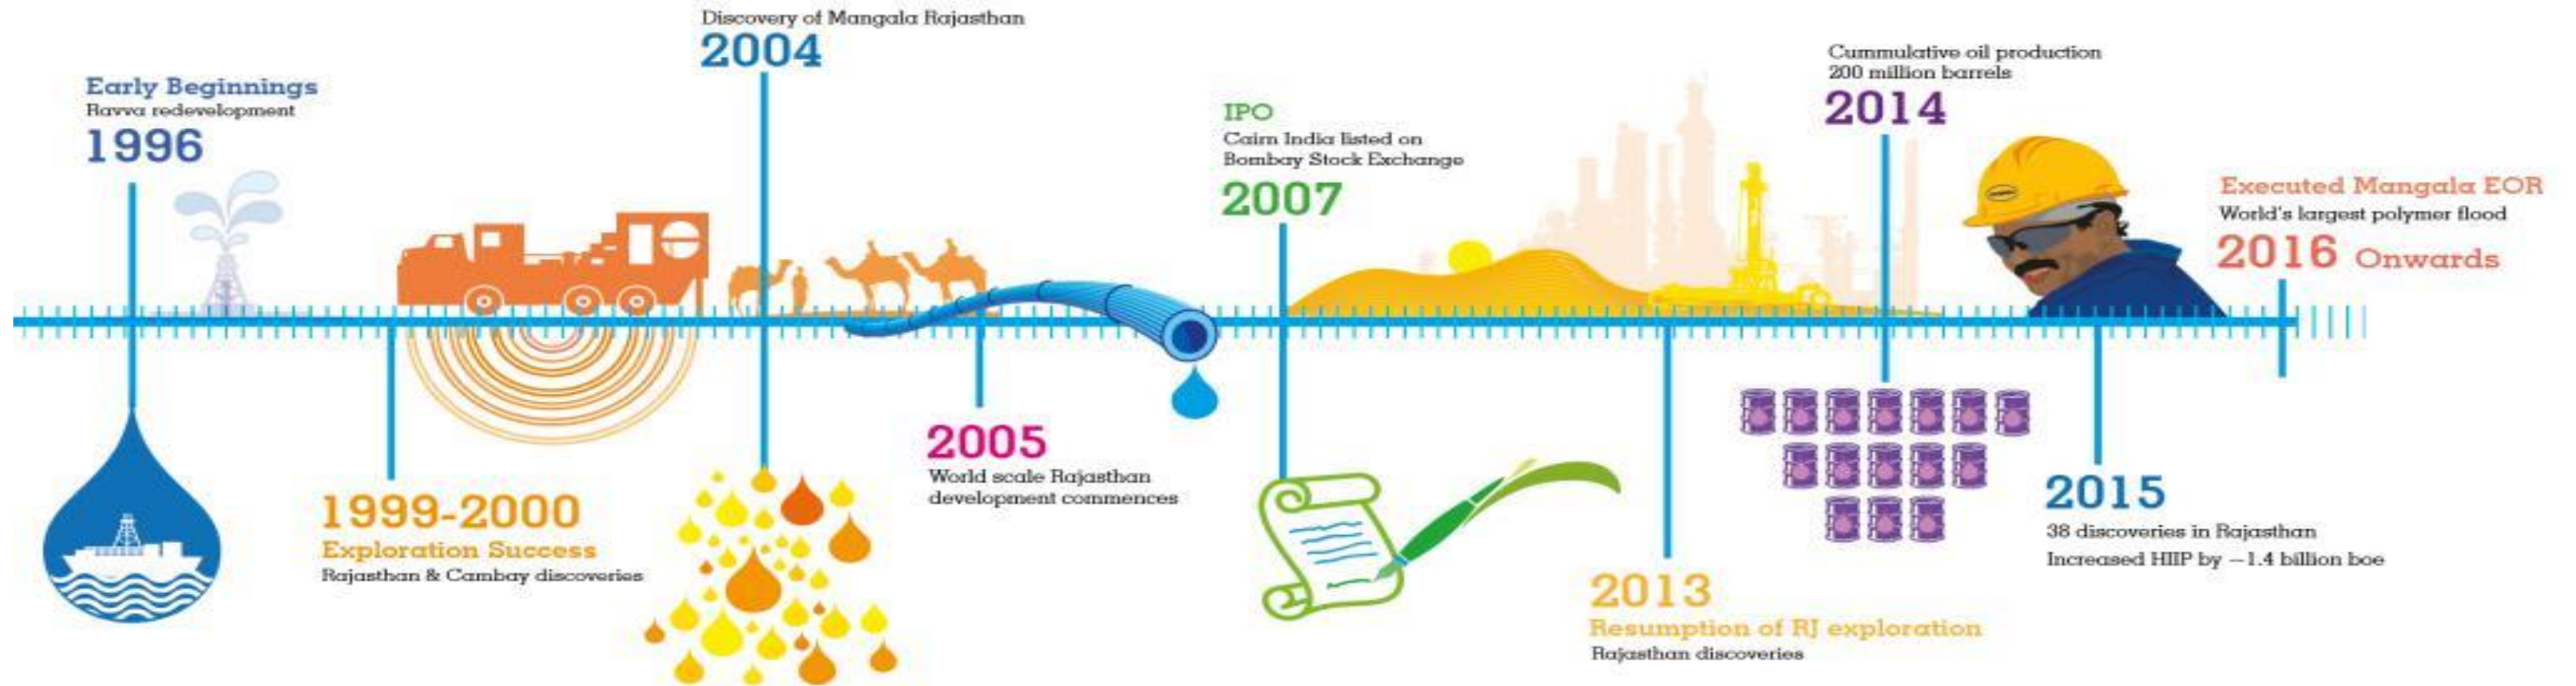 Early Beginnings
Ravva redevelopment
1996
1999-2000
Exploration Success
Rajasthan & Cambay discoveries
Discovery of Mangala Rajasthan
2004
2005
World scale Rajasthan
development commences
IPO
Cairn India listed on
Bombay Stock Exchange
2007
2013
Resumption of RJ exploration
Rajasthan discoveries
Cummulative oil production
200 million barrels
2014
2015
38 discoveries in Rajasthan
Increased HIIP by ~1.4 billion boe
Executed Mangala EOR
World's largest polymer flood
2016 Onwards